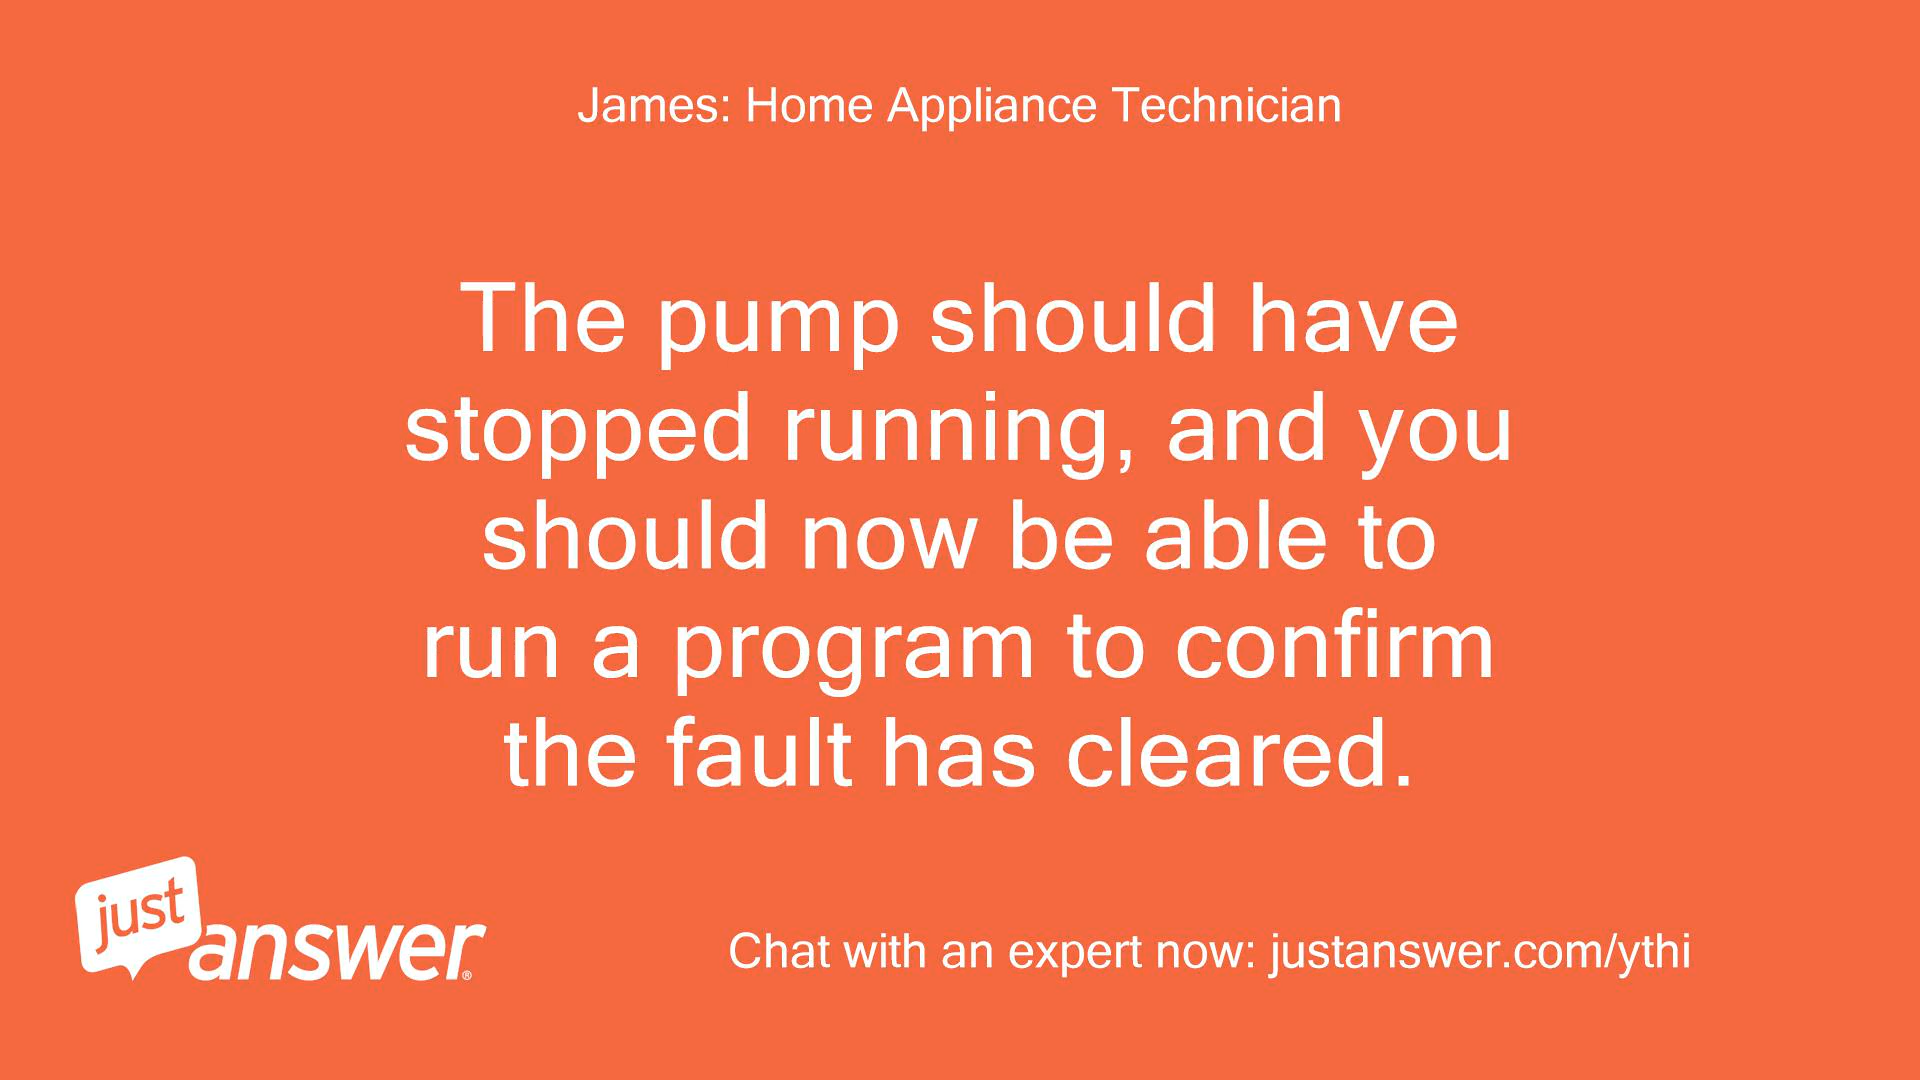 James: Home Appliance Technician
The pump should have
stopped running, and you
should now be able to
run a program to confirm
the fault has cleared.
just
answer®
Chat with an expert now: justanswer.com/ythi